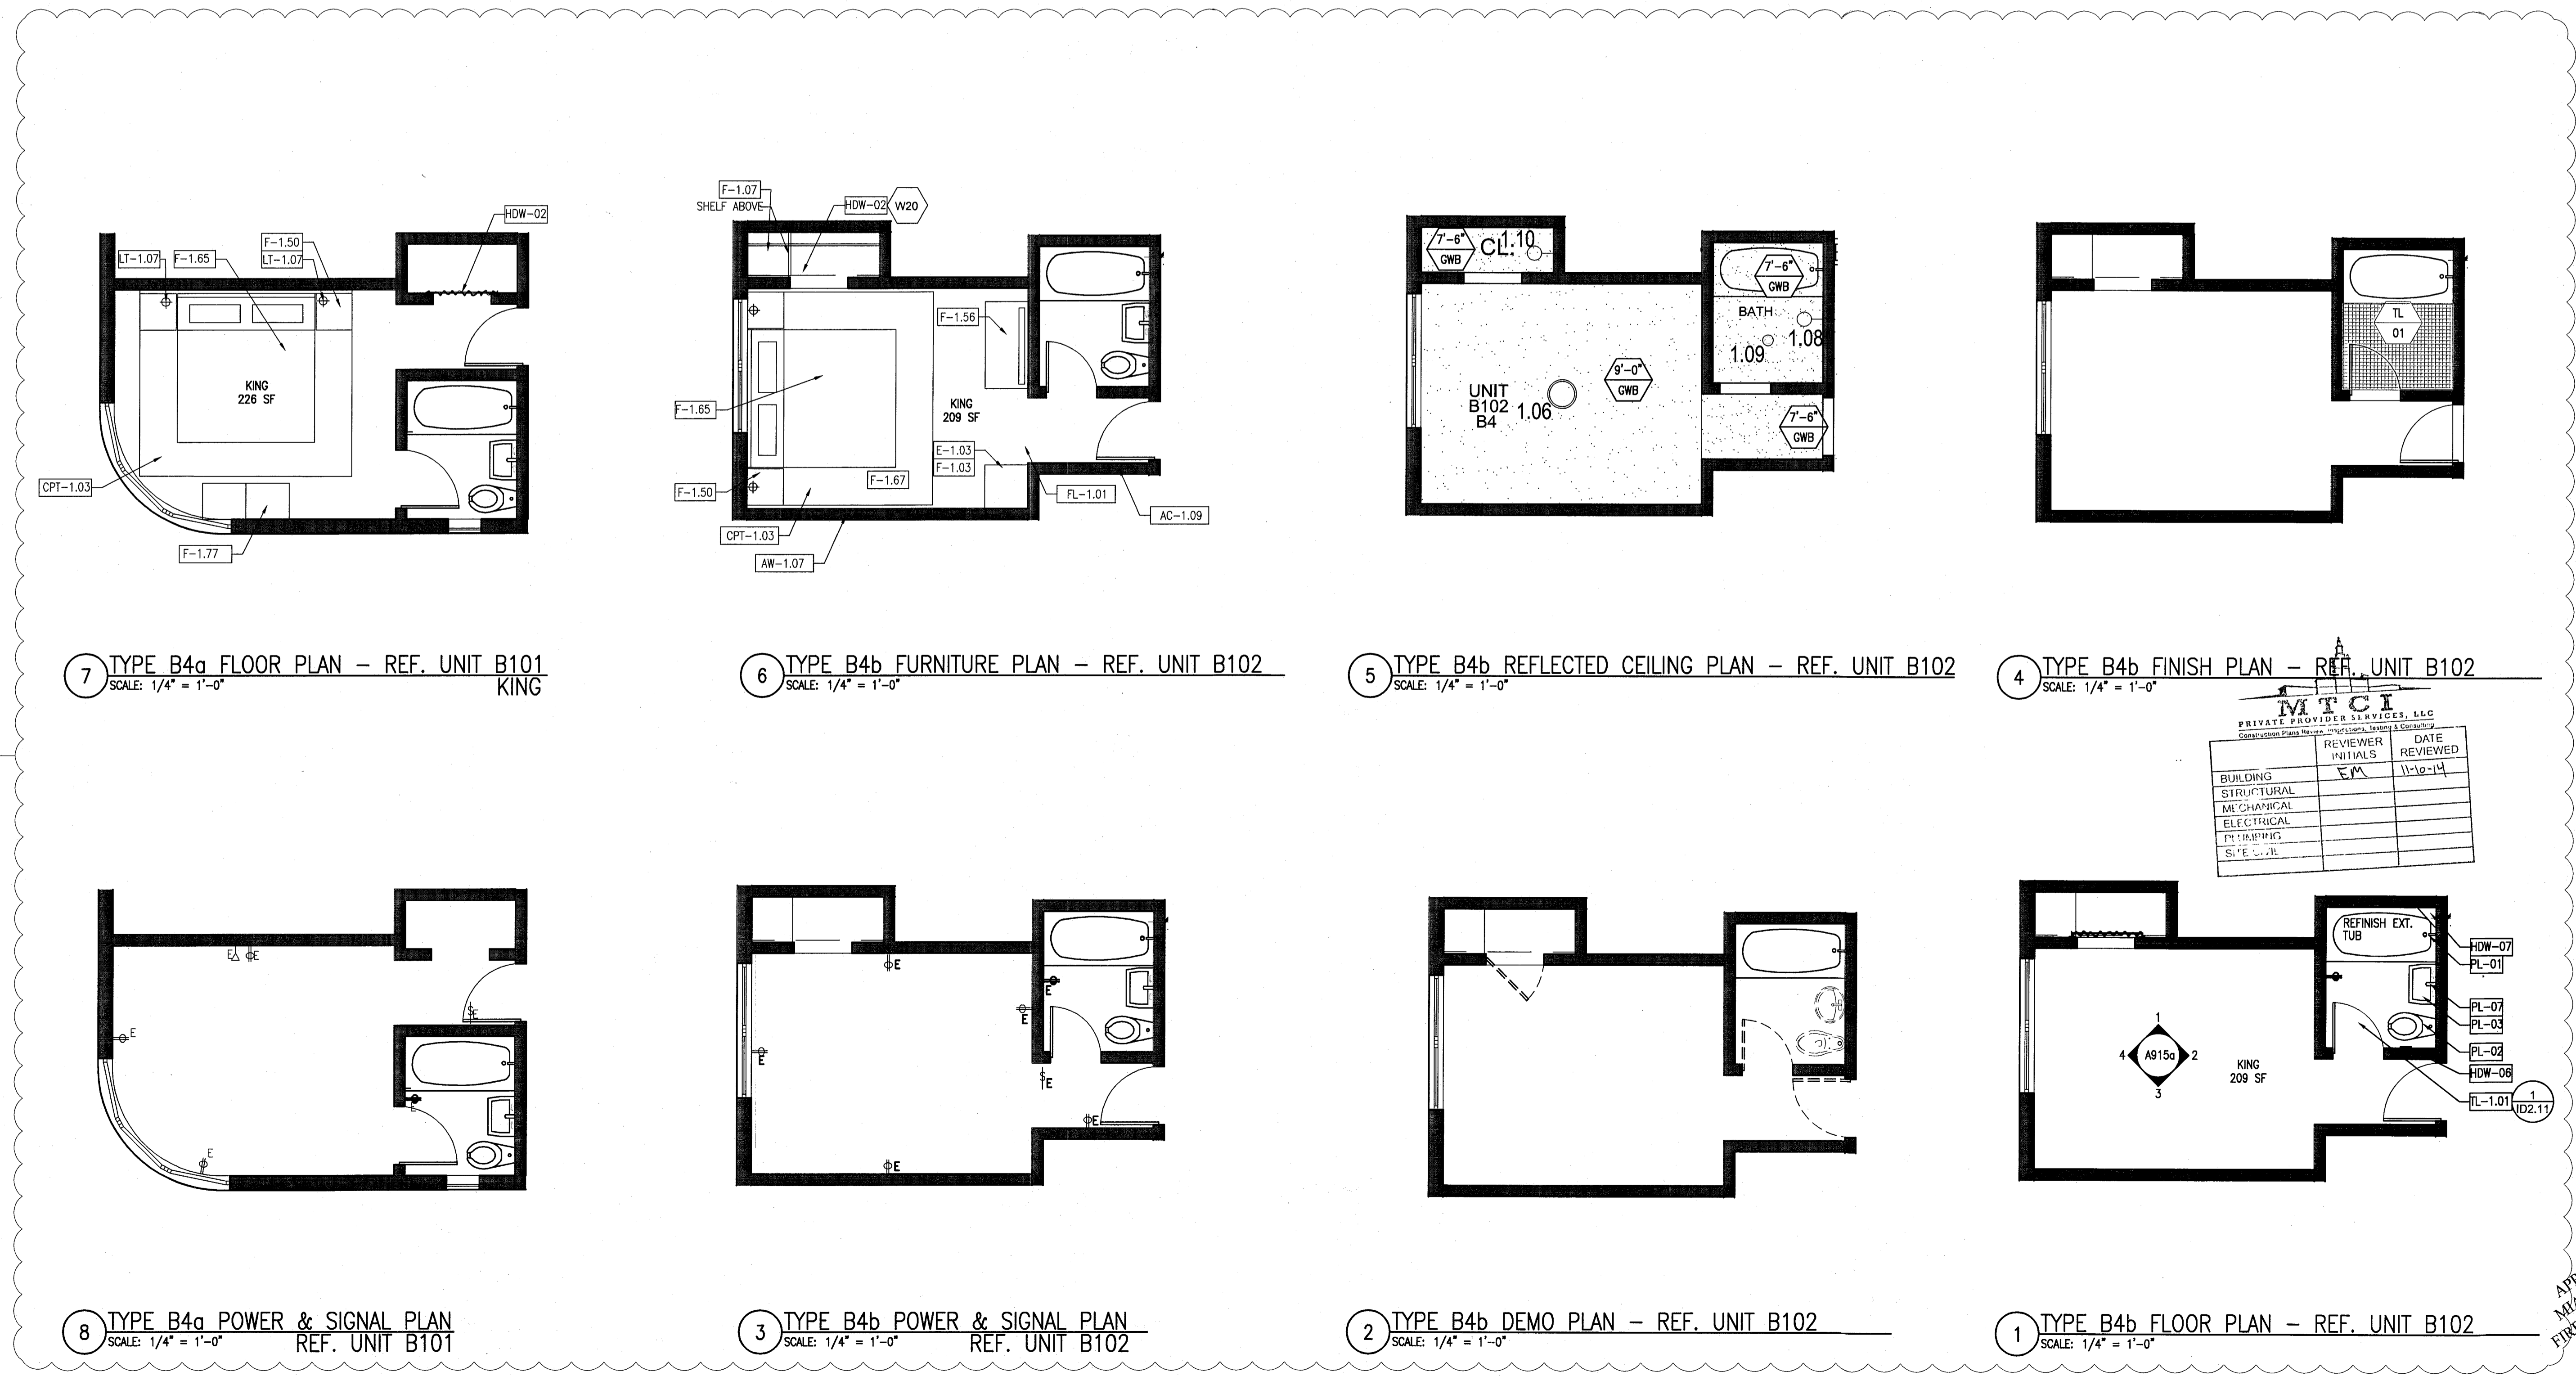 HDW-02
F-1.50
LT-1.07
F-1.65
LT-1.07
KING
226 SF
CPT-1.03
F-1.77
7
TYPE B4a FLOOR PLAN – REF. UNIT B101
SCALE: 1/4" = 1'-0"
KING
F-1.07
SHELF ABOVE
HDW-02
W20
F-1.56
F-1.65
KING
209 SF
E-1.03
F-1.03
F-1.67
F-1.50
FL-1.01
AC-1.09
CPT-1.03
AW-1.07
6
TYPE B4b FURNITURE PLAN – REF. UNIT B102
SCALE: 1/4" = 1'-0"
7'-6"
GWB
CL.
1.10
7'-6"
GWB
BATH
1.08
1.09
9'-0"
GWB
UNIT
B102
B4
1.06
7'-6"
GWB
5
TYPE B4b REFLECTED CEILING PLAN – REF. UNIT B102
SCALE: 1/4" = 1'-0"
TL
01
4
TYPE B4b FINISH PLAN – REF. UNIT B102
SCALE: 1/4" = 1'-0"
MTCI
PRIVATE PROVIDER SERVICES, LLC
Construction Plans Review, Inspections, Testing & Consulting
REVIEWER INITIALS
DATE REVIEWED
BUILDING EM 11-10-14
STRUCTURAL
MECHANICAL
ELECTRICAL
PLUMBING
SITE CIVIL
E
E
E
E
E
E
8
TYPE B4a POWER & SIGNAL PLAN
SCALE: 1/4" = 1'-0"
REF. UNIT B101
E
E
E
E
E
E
E
3
TYPE B4b POWER & SIGNAL PLAN
SCALE: 1/4" = 1'-0"
REF. UNIT B102
2
TYPE B4b DEMO PLAN – REF. UNIT B102
SCALE: 1/4" = 1'-0"
REFINISH EXT.
TUB
HDW-07
PL-01
PL-07
PL-03
PL-02
HDW-06
TL-1.01
1
ID2.11
1
4 A915a 2
3
KING
209 SF
1
TYPE B4b FLOOR PLAN – REF. UNIT B102
SCALE: 1/4" = 1'-0"